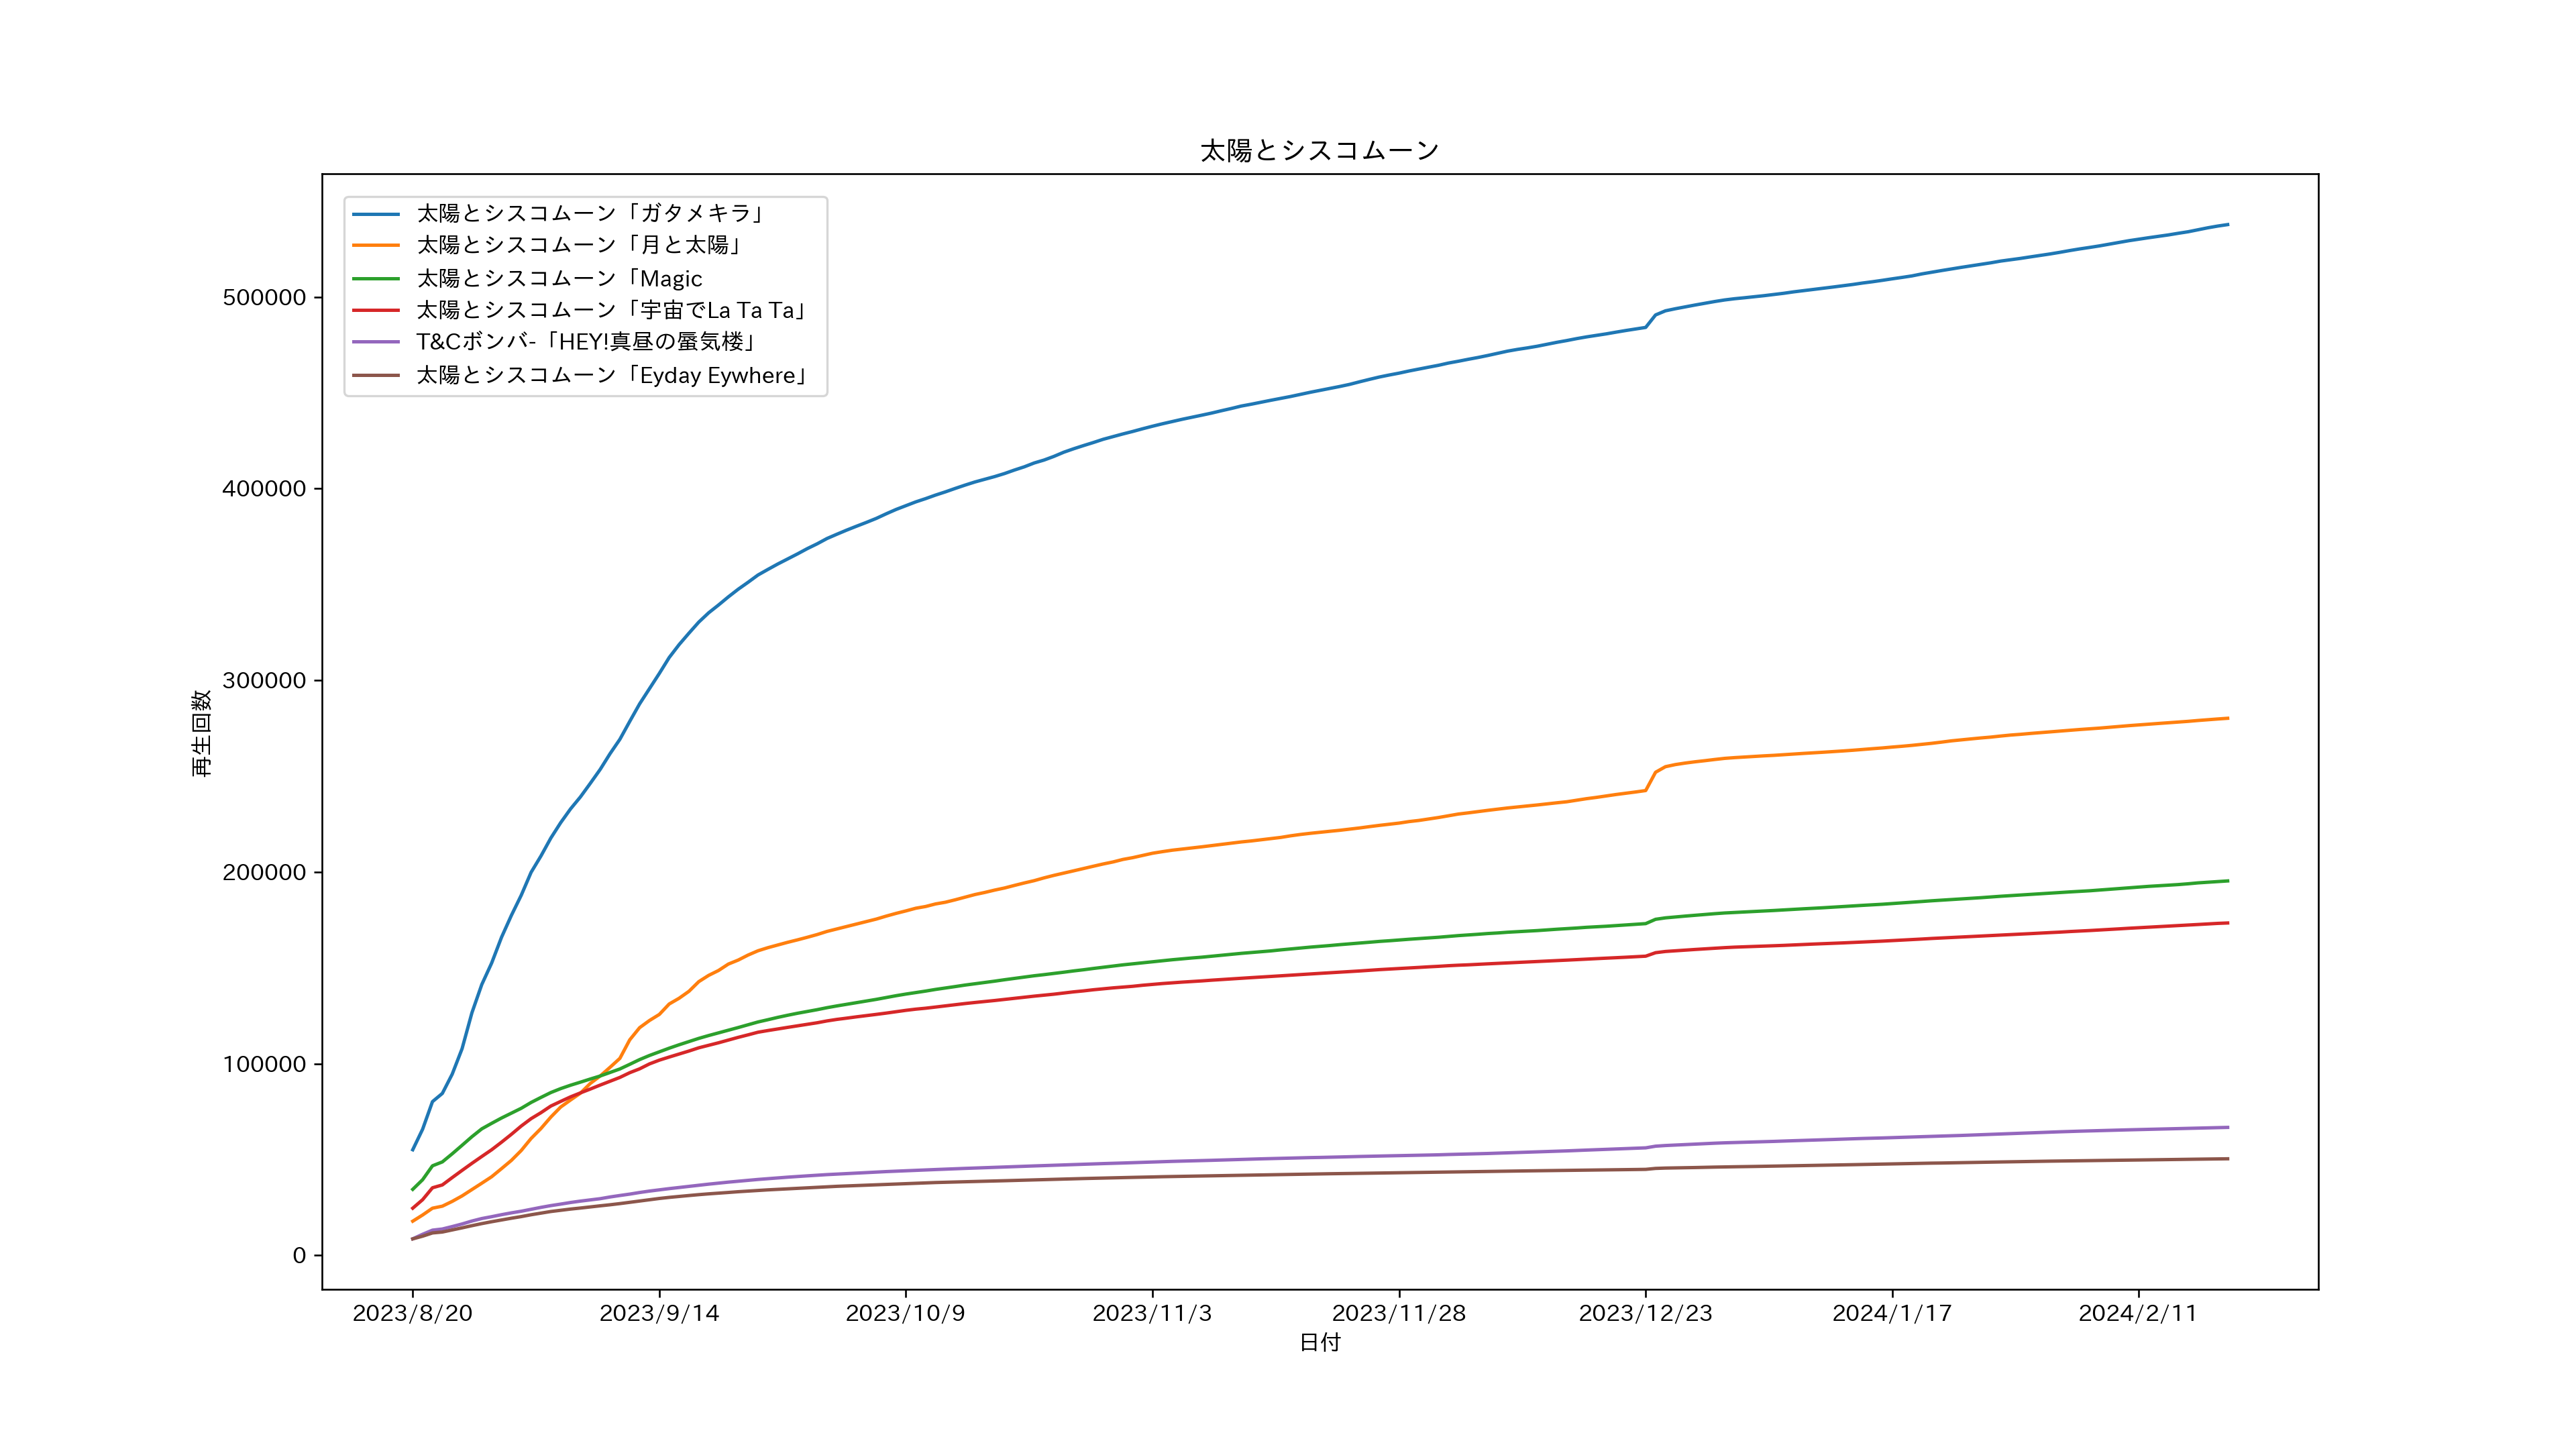 太陽とシスコムーン
太陽とシスコムーン「ガタメキラ」
太陽とシスコムーン「月と太陽」
太陽とシスコムーン「Magic
太陽とシスコムーン「宇宙でLa Ta Ta」
T&Cボンバ-「HEY!真昼の蜃気楼」
太陽とシスコムーン「Eyday Eywhere」
再生回数
500000
400000
300000
200000
100000
0
2023/8/20 2023/9/14 2023/10/9 2023/11/3 2023/11/28 2023/12/23 2024/1/17 2024/2/11
日付